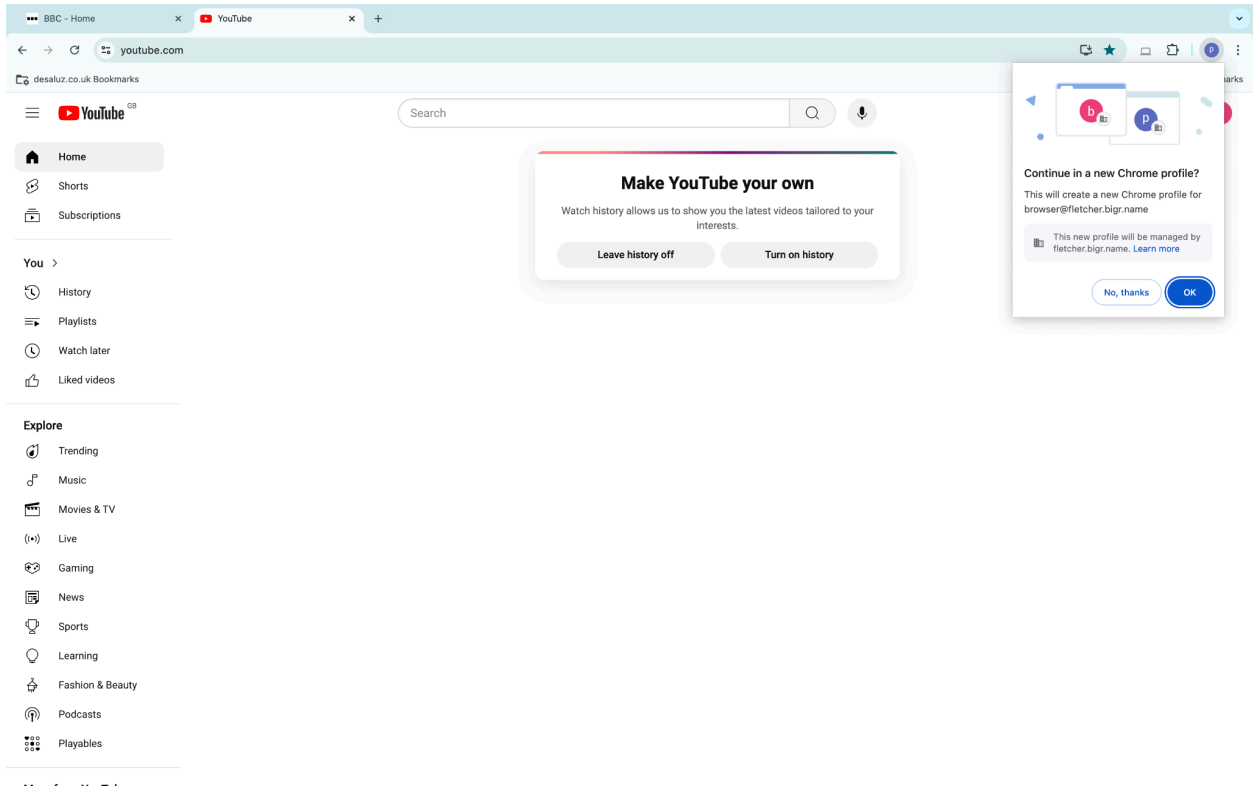 BBC - Home
YouTube
youtube.com
desaluz.co.uk Bookmarks
YouTube GB
Search
b
p
Continue in a new Chrome profile?
This will create a new Chrome profile for
browser@fletcher.bigr.name
This new profile will be managed by
fletcher.bigr.name. Learn more
No, thanks
OK
Make YouTube your own
Watch history allows us to show you the latest videos tailored to your
interests.
Leave history off
Turn on history
Home
Shorts
Subscriptions
You
History
Playlists
Watch later
Liked videos
Explore
Trending
Music
Movies & TV
Live
Gaming
News
Sports
Learning
Fashion & Beauty
Podcasts
Playables